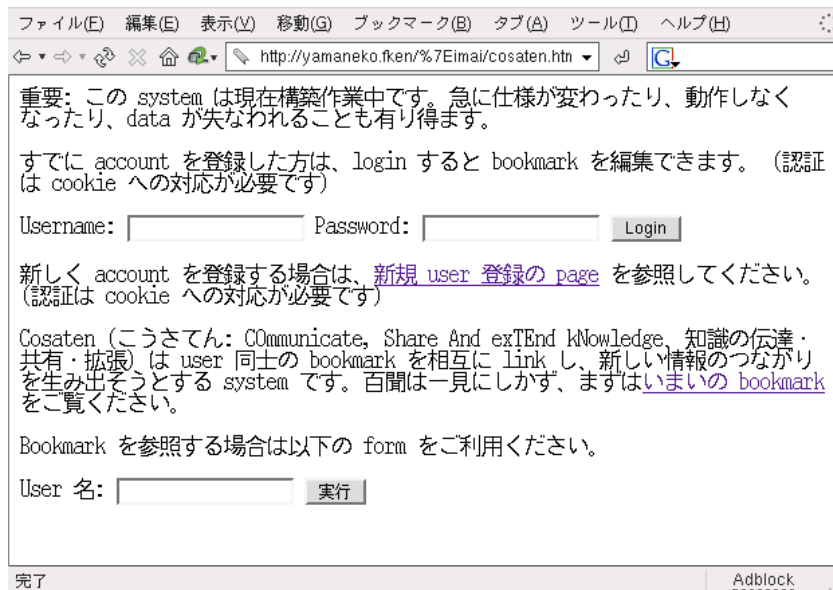 ファイル(F) 編集(E) 表示(V) 移動(G) ブックマーク(B) タブ(A) ツール(T) ヘルプ(H)
http://yamaneko.fken/%7Eimai/cosaten.htm
重要: この system は現在構築作業中です。急に仕様が変わったり、動作しなく
なったり、data が失なわれることも有り得ます。
すでに account を登録した方は、login すると bookmark を編集できます。 (認証
は cookie への対応が必要です)
Username: Password: Login
新しく account を登録する場合は、新規 user 登録の page を参照してください。
(認証は cookie への対応が必要です)
Cosaten (こうさてん: COmmunicate, Share And exTEnd kNowledge、知識の伝達・
共有・拡張) は user 同士の bookmark を相互に link し、新しい情報のつながり
を生み出そうとする system です。百聞は一見にしかず、まずはいまいの bookmark
をご覧ください。
Bookmark を参照する場合は以下の form をご利用ください。
User 名: 実行
完了 Adblock